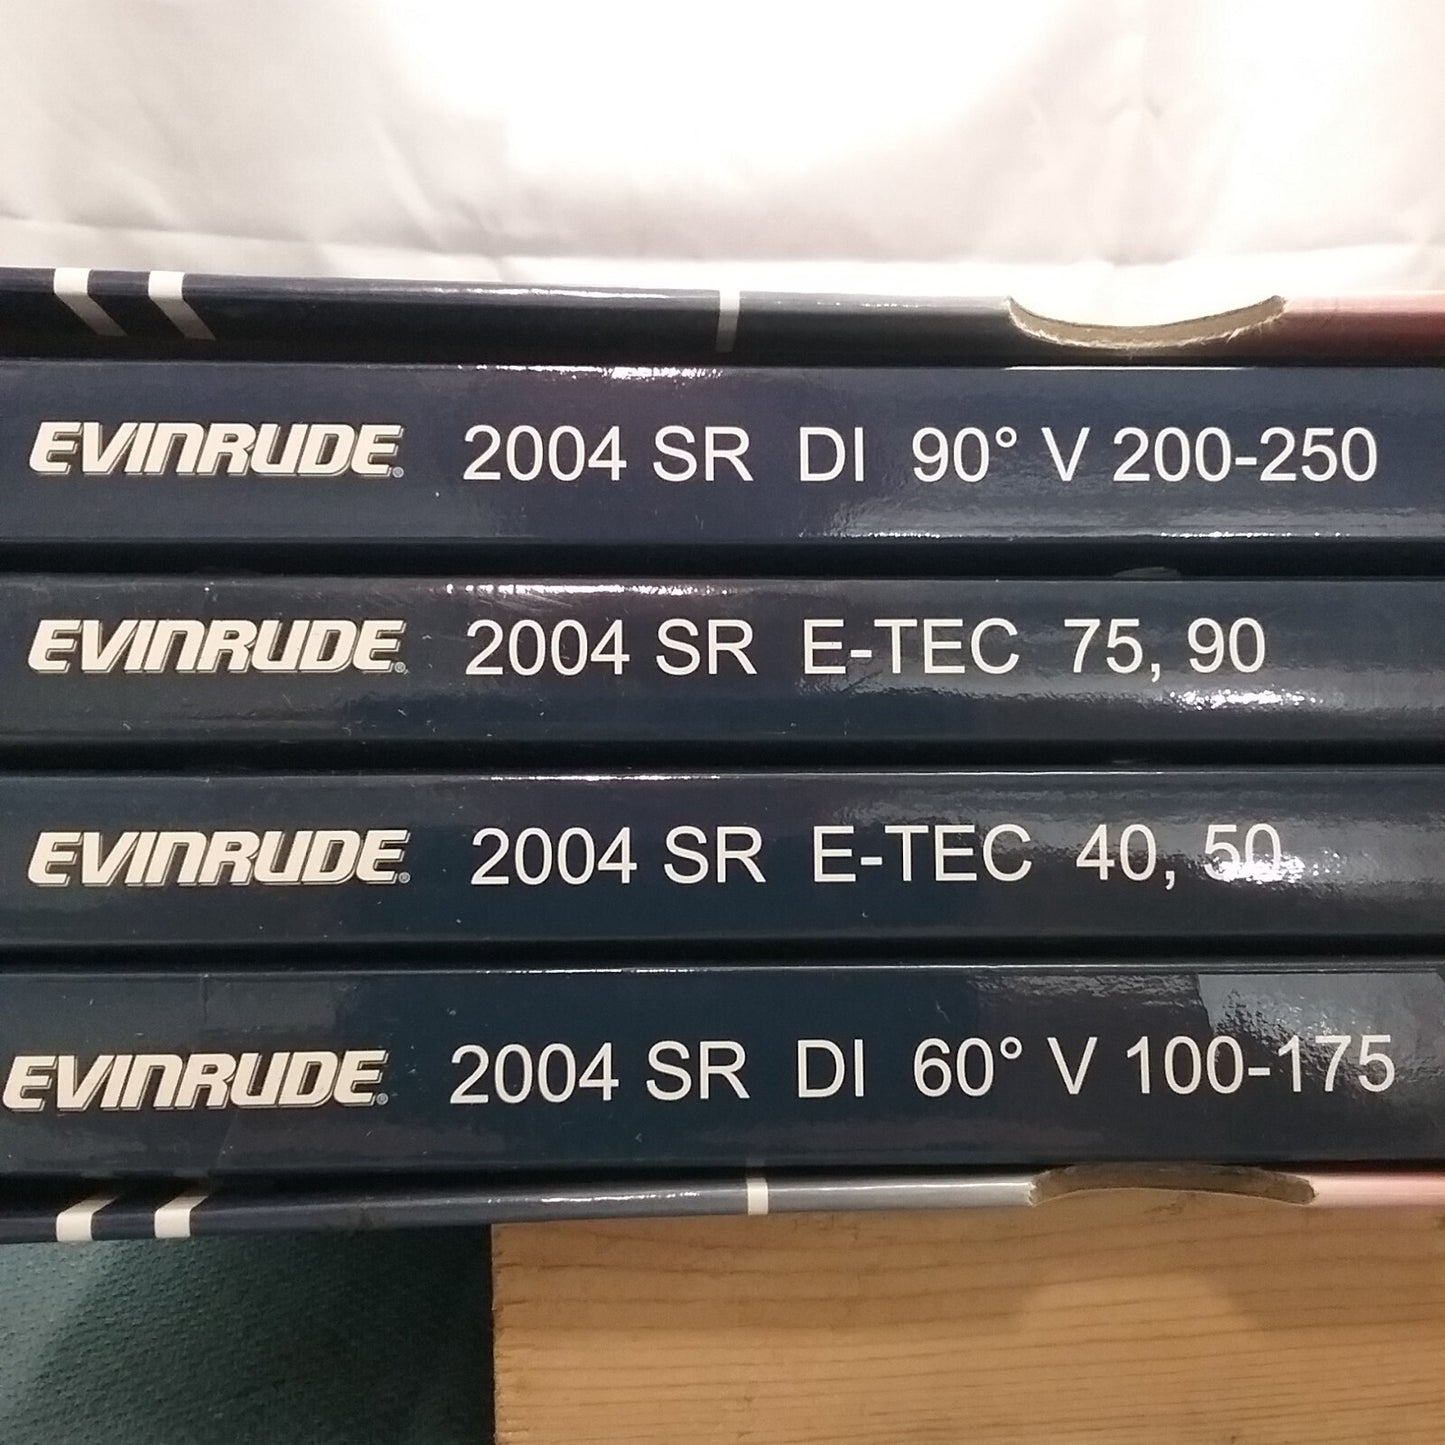 EVINRUDE® 2004 SR DI 90° V 200-250
EVINRUDE® 2004 SR E-TEC 75, 90
EVINRUDE® 2004 SR E-TEC 40, 50
EVINRUDE® 2004 SR DI 60° V 100-175